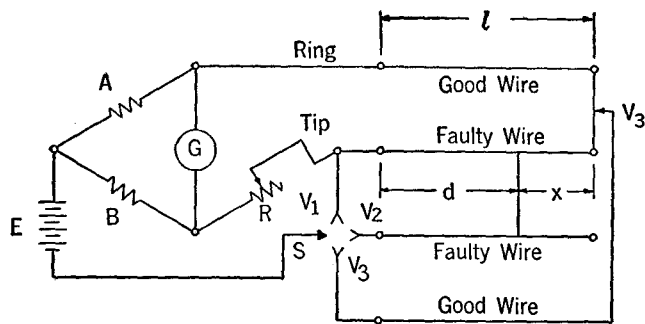 l
Ring
A
Good Wire
V3
Tip
Faulty Wire
G
d
x
B
R
V1
V2
E
S
V3
Faulty Wire
Good Wire